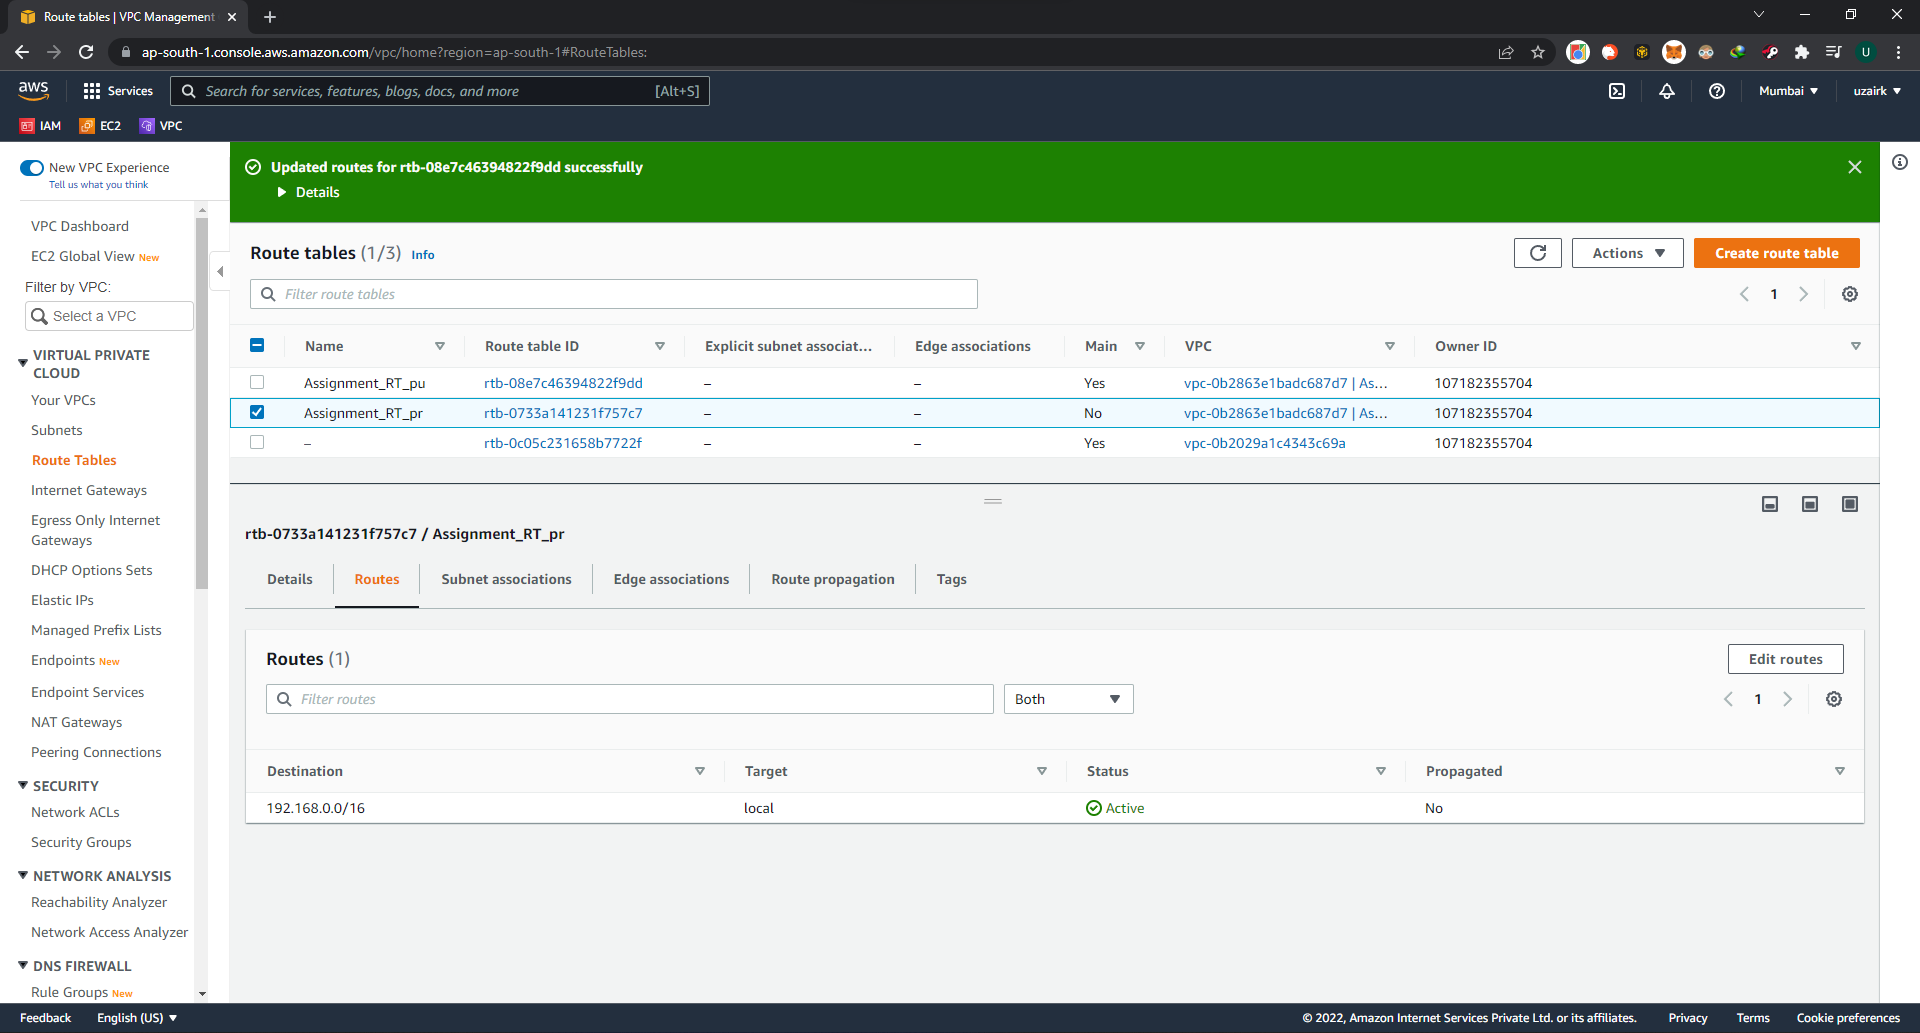 Route tables | VPC Management
ap-south-1.console.aws.amazon.com/vpc/home?region=ap-south-1#RouteTables:
U
aws
Services
Search for services, features, blogs, docs, and more
[Alt+S]
Mumbai
uzairk
IAM
EC2
VPC
New VPC Experience
Tell us what you think
VPC Dashboard
EC2 Global View New
Filter by VPC:
Select a VPC
VIRTUAL PRIVATE
CLOUD
Your VPCs
Subnets
Route Tables
Internet Gateways
Egress Only Internet
Gateways
DHCP Options Sets
Elastic IPs
Managed Prefix Lists
Endpoints New
Endpoint Services
NAT Gateways
Peering Connections
SECURITY
Network ACLs
Security Groups
NETWORK ANALYSIS
Reachability Analyzer
Network Access Analyzer
DNS FIREWALL
Rule Groups New
Updated routes for rtb-08e7c46394822f9dd successfully
Details
Route tables (1/3) Info
Actions
Create route table
Filter route tables
1
Name Route table ID Explicit subnet associat... Edge associations Main VPC Owner ID
Assignment_RT_pu rtb-08e7c46394822f9dd – – Yes vpc-0b2863e1badc687d7 | As... 107182355704
Assignment_RT_pr rtb-0733a141231f757c7 – – No vpc-0b2863e1badc687d7 | As... 107182355704
– rtb-0c05c231658b7722f – – Yes vpc-0b2029a1c4343c69a 107182355704
rtb-0733a141231f757c7 / Assignment_RT_pr
Details Routes Subnet associations Edge associations Route propagation Tags
Routes (1)
Edit routes
Filter routes
Both
1
Destination Target Status Propagated
192.168.0.0/16 local Active No
Feedback English (US)
© 2022, Amazon Internet Services Private Ltd. or its affiliates. Privacy Terms Cookie preferences